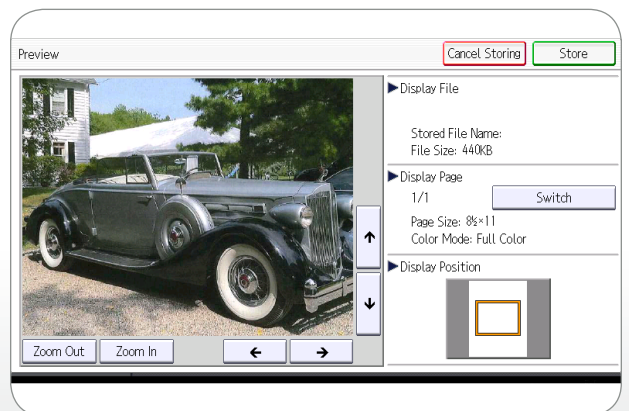 Preview
Cancel Storing
Store
Display File
Stored File Name:
File Size: 440KB
Display Page
1/1
Switch
Page Size: 8½×11
Color Mode: Full Color
Display Position
Zoom Out
Zoom In